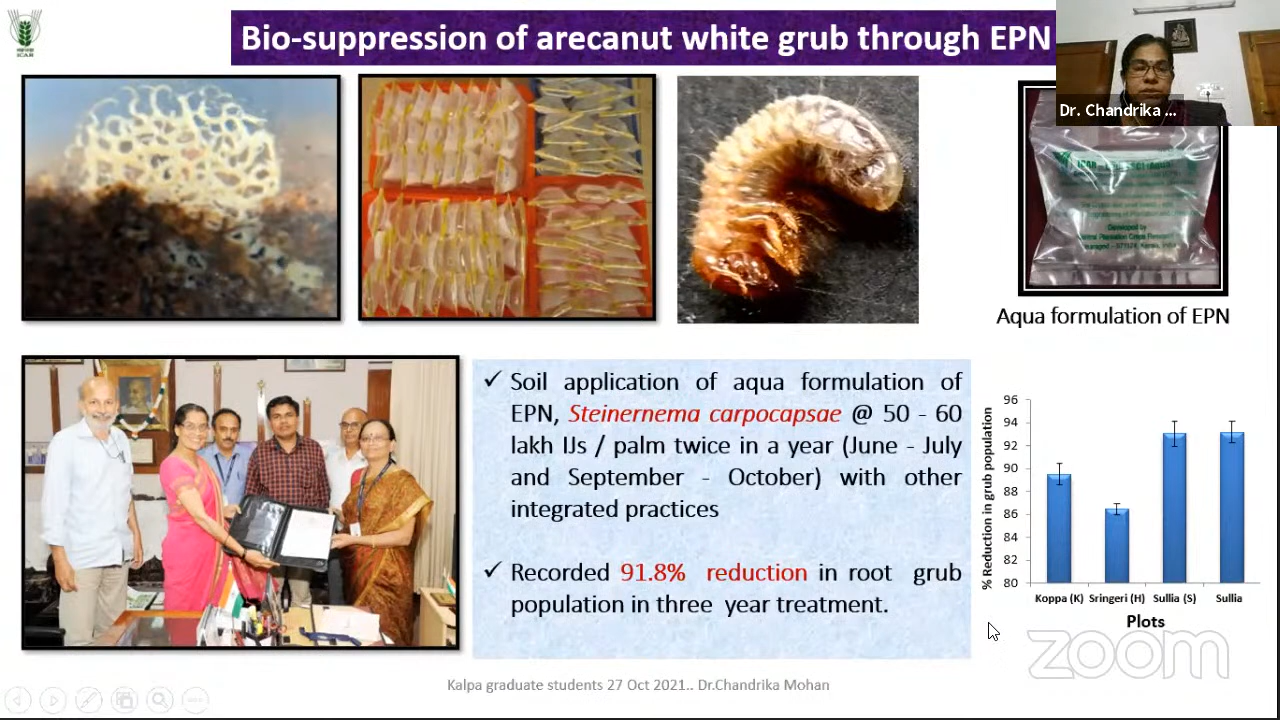 Bio-suppression of arecanut white grub through EPN
ICAR
Dr. Chandrika ...
Developed by
Aqua formulation of EPN
✓ Soil application of aqua formulation of
EPN, Steinernema carpocapsae @ 50 - 60
lakh IJs / palm twice in a year (June - July
and September - October) with other
integrated practices
✓ Recorded 91.8% reduction in root grub
population in three year treatment.
% Reduction in grub population
96
94
92
90
88
86
84
82
80
Koppa (K) Sringeri (H) Sullia (S) Sullia
Plots
zoom
Kalpa graduate students 27 Oct 2021.. Dr.Chandrika Mohan